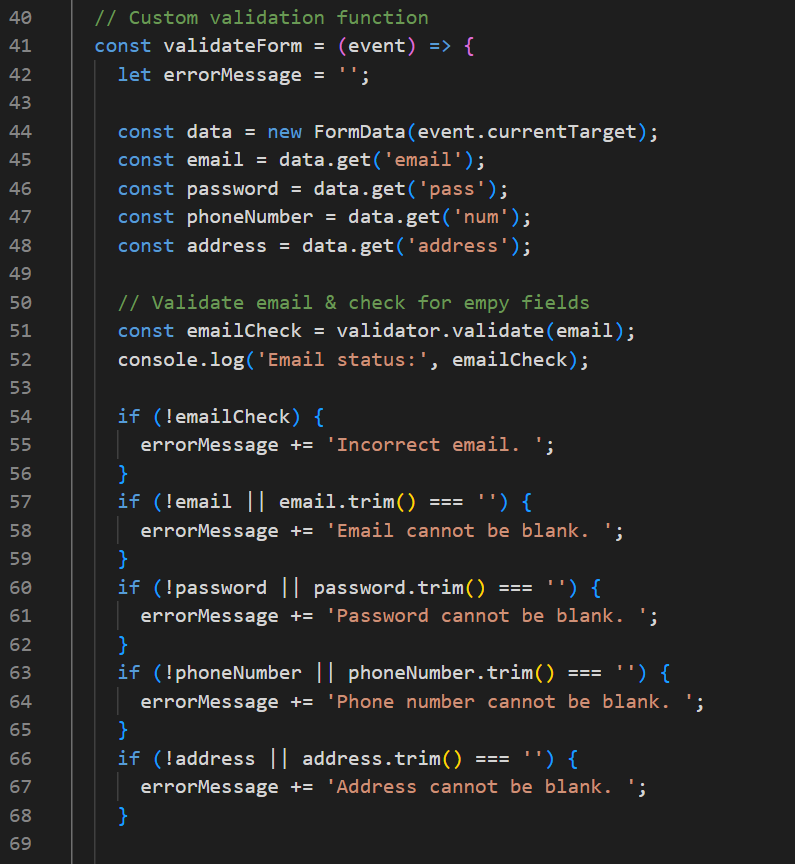 40 // Custom validation function
41 const validateForm = (event) => {
42 let errorMessage = '';
43
44 const data = new FormData(event.currentTarget);
45 const email = data.get('email');
46 const password = data.get('pass');
47 const phoneNumber = data.get('num');
48 const address = data.get('address');
49
50 // Validate email & check for empy fields
51 const emailCheck = validator.validate(email);
52 console.log('Email status:', emailCheck);
53
54 if (!emailCheck) {
55 errorMessage += 'Incorrect email. ';
56 }
57 if (!email || email.trim() === '') {
58 errorMessage += 'Email cannot be blank. ';
59 }
60 if (!password || password.trim() === '') {
61 errorMessage += 'Password cannot be blank. ';
62 }
63 if (!phoneNumber || phoneNumber.trim() === '') {
64 errorMessage += 'Phone number cannot be blank. ';
65 }
66 if (!address || address.trim() === '') {
67 errorMessage += 'Address cannot be blank. ';
68 }
69